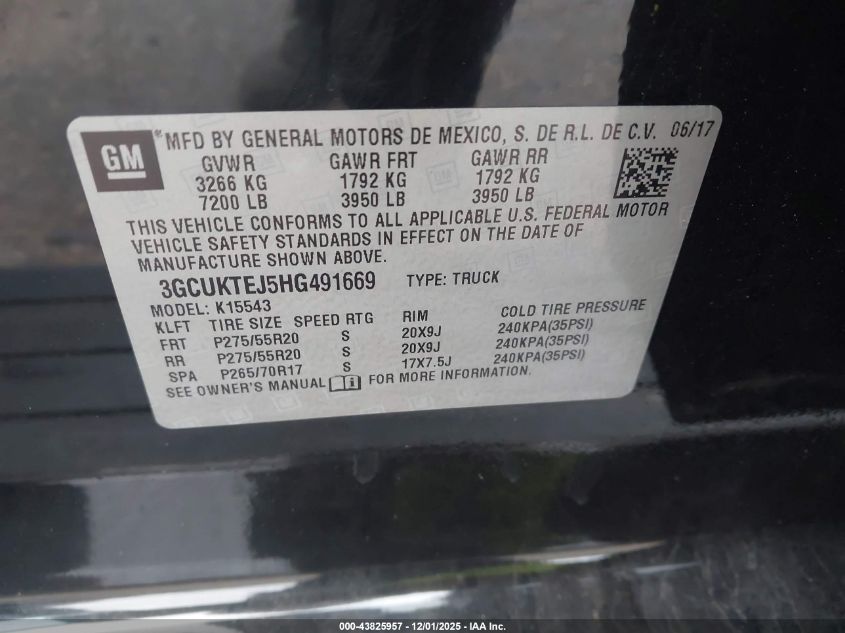 GM
MFD BY GENERAL MOTORS DE MEXICO, S. DE R.L. DE C.V. 06/17
GVWR GAWR FRT GAWR RR
3266 KG 1792 KG 1792 KG
7200 LB 3950 LB 3950 LB
THIS VEHICLE CONFORMS TO ALL APPLICABLE U.S. FEDERAL MOTOR
VEHICLE SAFETY STANDARDS IN EFFECT ON THE DATE OF
MANUFACTURE SHOWN ABOVE.
3GCUKTEJ5HG491669 TYPE: TRUCK
MODEL: K15543
KLFT TIRE SIZE SPEED RTG RIM COLD TIRE PRESSURE
FRT P275/55R20 S 20X9J 240KPA(35PSI)
RR P275/55R20 S 20X9J 240KPA(35PSI)
SPA P265/70R17 S 17X7.5J 240KPA(35PSI)
SEE OWNER'S MANUAL FOR MORE INFORMATION.
000-43825957 - 12/01/2025 - IAA Inc.